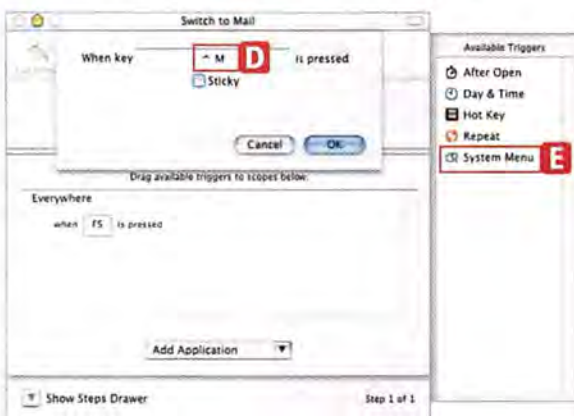 Switch to Mail
When key ^ M D is pressed
Sticky
Cancel OK
Drag available triggers to scopes below.
Everywhere
when F5 is pressed
Add Application
Show Steps Drawer
Step 1 of 1
Available Triggers
After Open
Day & Time
Hot Key
Repeat
System Menu E